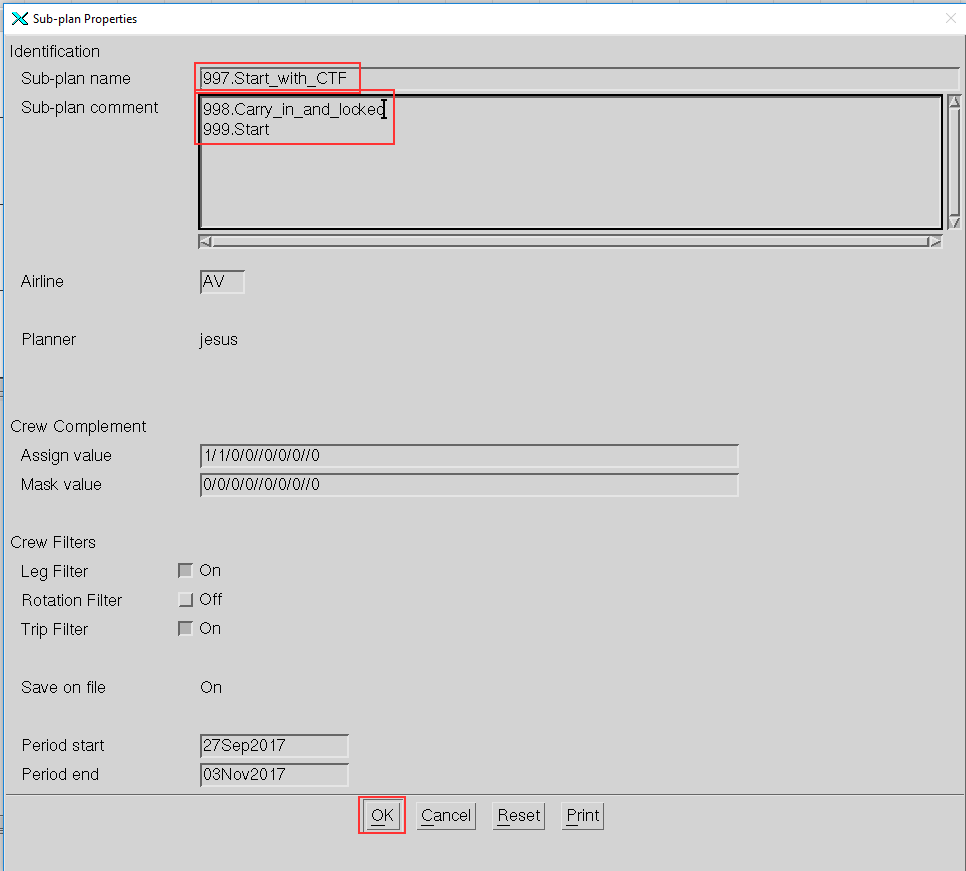 Sub-plan Properties
Identification
Sub-plan name 997.Start_with_CTF
Sub-plan comment 998.Carry_in_and_locked
999.Start
Airline AV
Planner jesus
Crew Complement
Assign value 1/1/0/0//0/0/0//0
Mask value 0/0/0/0//0/0/0//0
Crew Filters
Leg Filter On
Rotation Filter Off
Trip Filter On
Save on file On
Period start 27Sep2017
Period end 03Nov2017
OK Cancel Reset Print